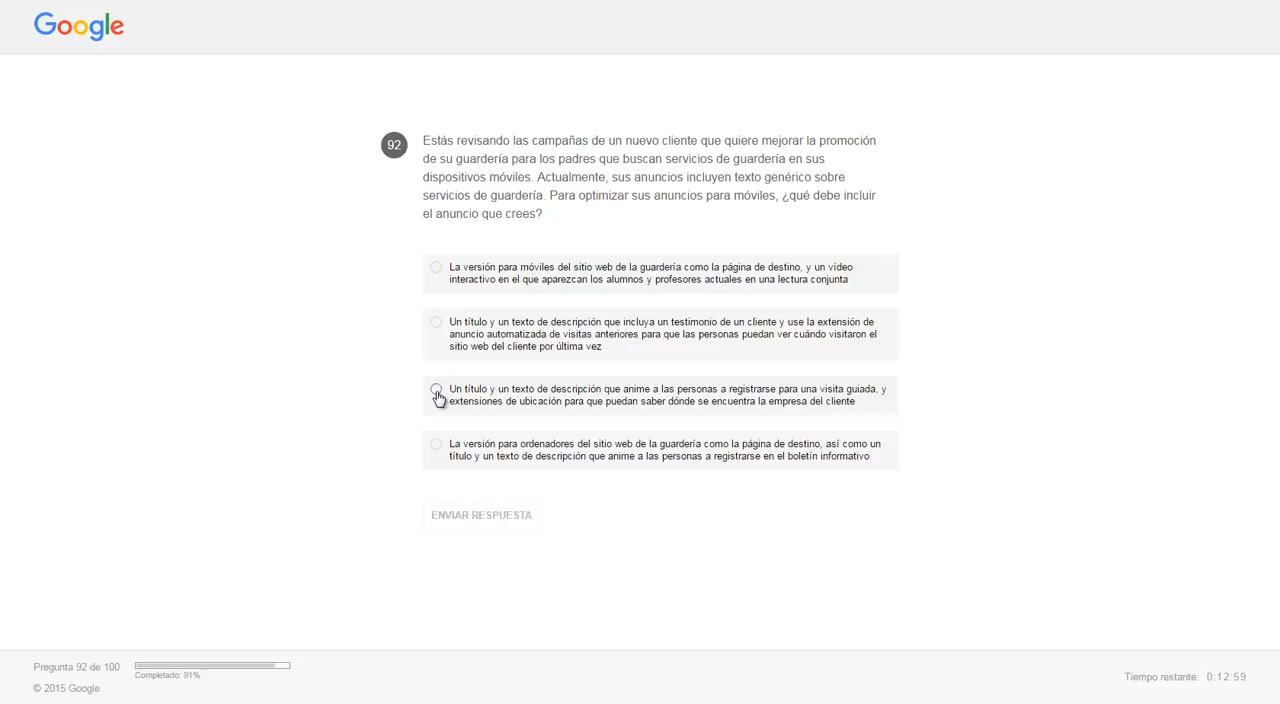 Google
92
Estás revisando las campañas de un nuevo cliente que quiere mejorar la promoción
de su guardería para los padres que buscan servicios de guardería en sus
dispositivos móviles. Actualmente, sus anuncios incluyen texto genérico sobre
servicios de guardería. Para optimizar sus anuncios para móviles, ¿qué debe incluir
el anuncio que crees?
La versión para móviles del sitio web de la guardería como la página de destino, y un vídeo
interactivo en el que aparezcan los alumnos y profesores actuales en una lectura conjunta
Un título y un texto de descripción que incluya un testimonio de un cliente y use la extensión de
anuncio automatizada de visitas anteriores para que las personas puedan ver cuándo visitaron el
sitio web del cliente por última vez
Un título y un texto de descripción que anime a las personas a registrarse para una visita guiada, y
extensiones de ubicación para que puedan saber dónde se encuentra la empresa del cliente
La versión para ordenadores del sitio web de la guardería como la página de destino, así como un
título y un texto de descripción que anime a las personas a registrarse en el boletín informativo
ENVIAR RESPUESTA
Pregunta 92 de 100
Completado: 91%.
© 2015 Google
Tiempo restante: 0:12:59